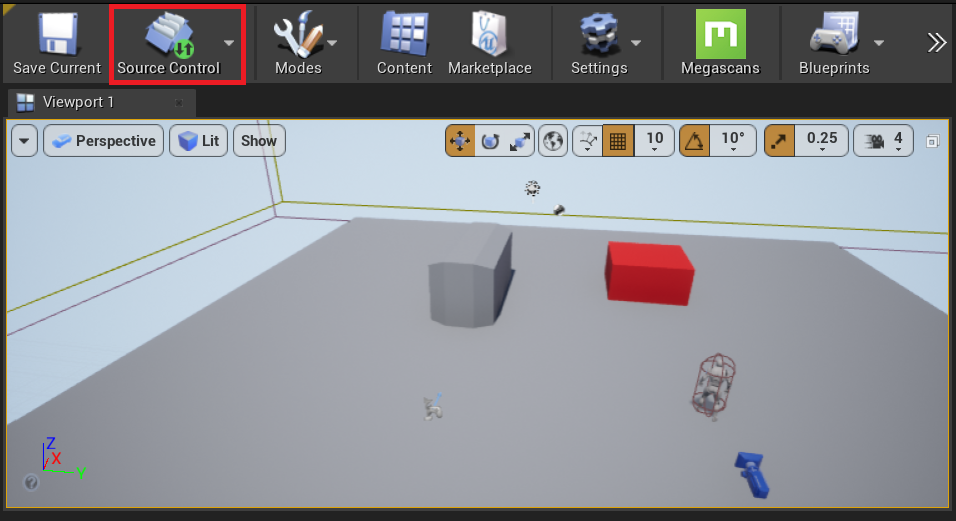 Save Current
Source Control
Modes
Content
Marketplace
Settings
Megascans
Blueprints
Viewport 1
Perspective
Lit
Show
10
10°
0.25
4
Z
X
Y
?